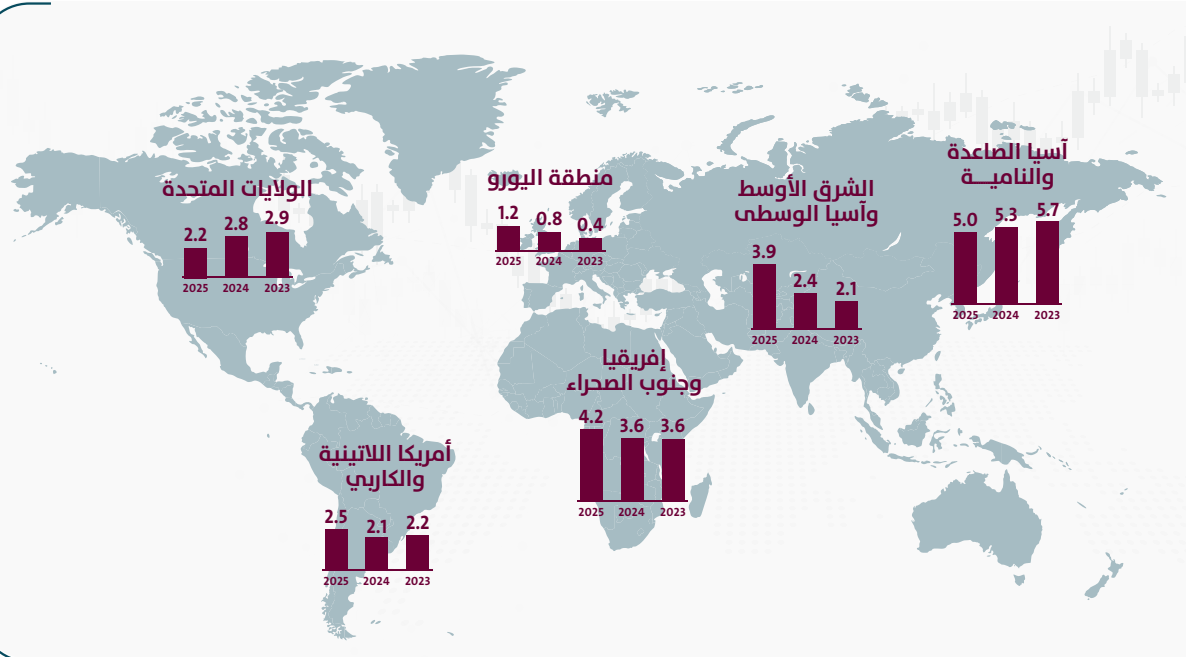 آسيا الصاعدة
والناميـــة
5.7 5.3 5.0
2023 2024 2025
الشرق الأوسط
وآسيا الوسطى
2.1 2.4 3.9
2023 2024 2025
منطقة اليورو
0.4 0.8 1.2
2023 2024 2025
الولايات المتحدة
2.9 2.8 2.2
2023 2024 2025
إفريقيا
وجنوب الصحراء
3.6 3.6 4.2
2023 2024 2025
أمريكا اللاتينية
والكاريبي
2.2 2.1 2.5
2023 2024 2025